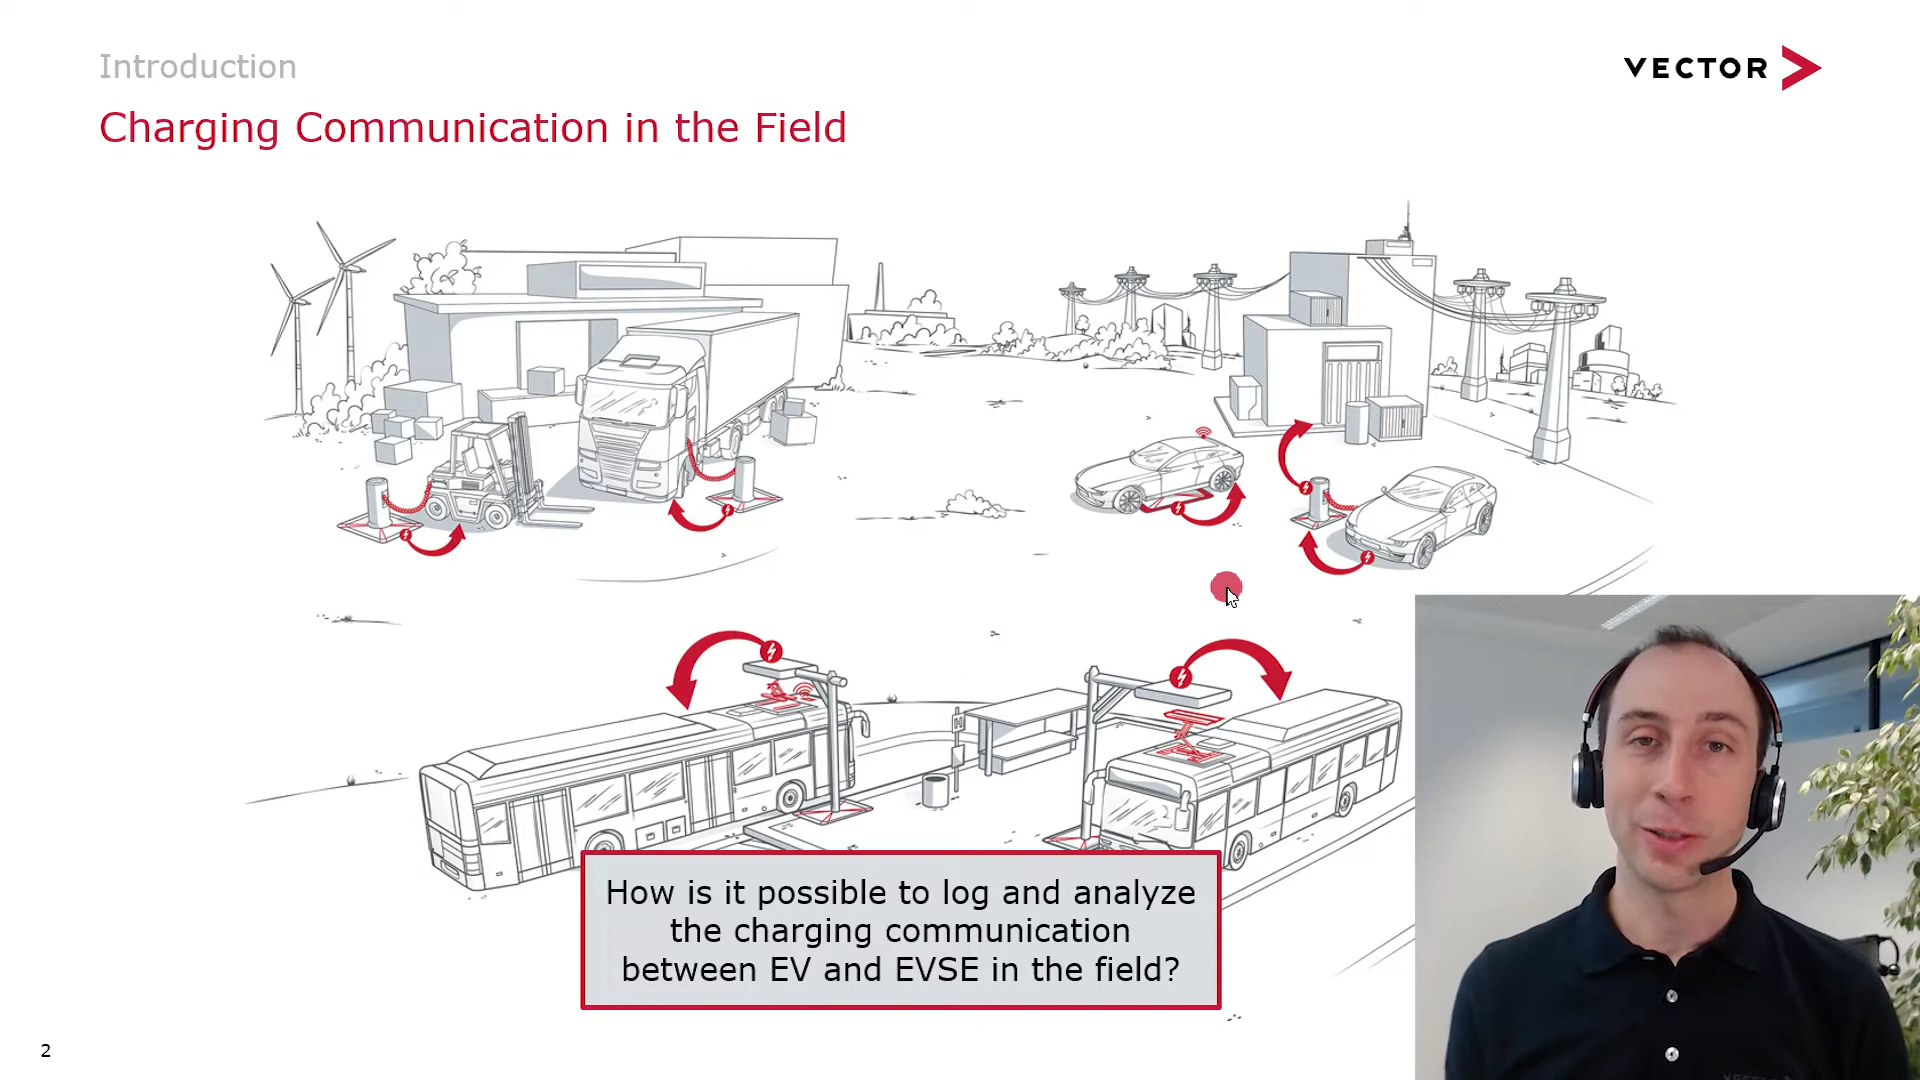 Introduction
VECTOR
Charging Communication in the Field
H
How is it possible to log and analyze
the charging communication
between EV and EVSE in the field?
2